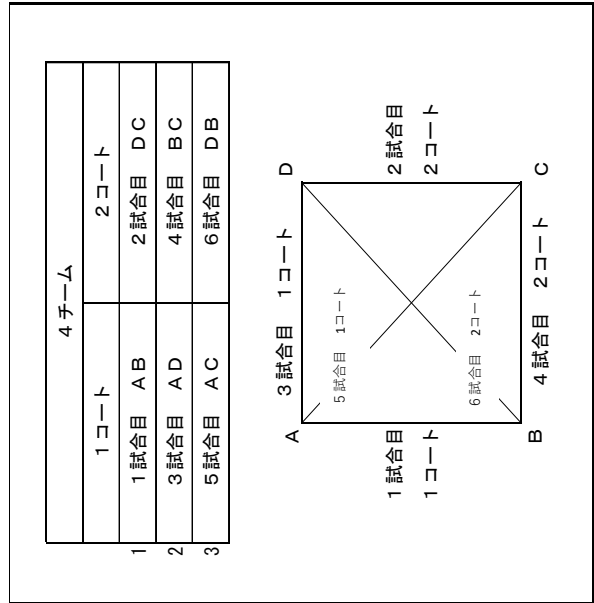 4チーム
1コート 2コート
1 1試合目 AB 2試合目 DC
2 3試合目 AD 4試合目 BC
3 5試合目 AC 6試合目 DB
A 3試合目 1コート D
5試合目 1コート
1試合目
1コート
2試合目
2コート
6試合目 2コート
B 4試合目 2コート C